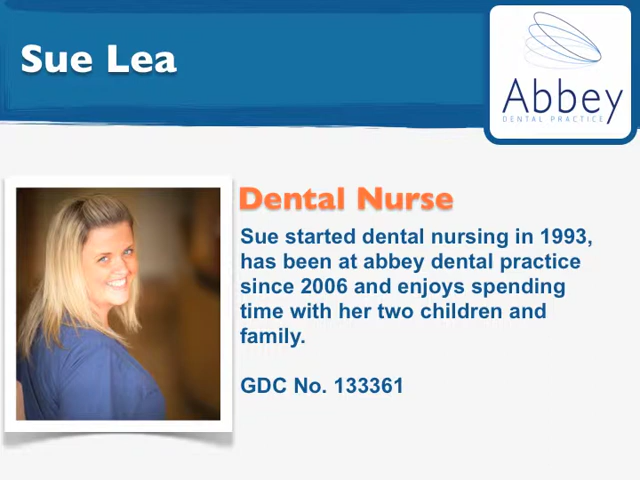 Sue Lea
Abbey
DENTAL PRACTICE
Dental Nurse
Sue started dental nursing in 1993,
has been at abbey dental practice
since 2006 and enjoys spending
time with her two children and
family.
GDC No. 133361